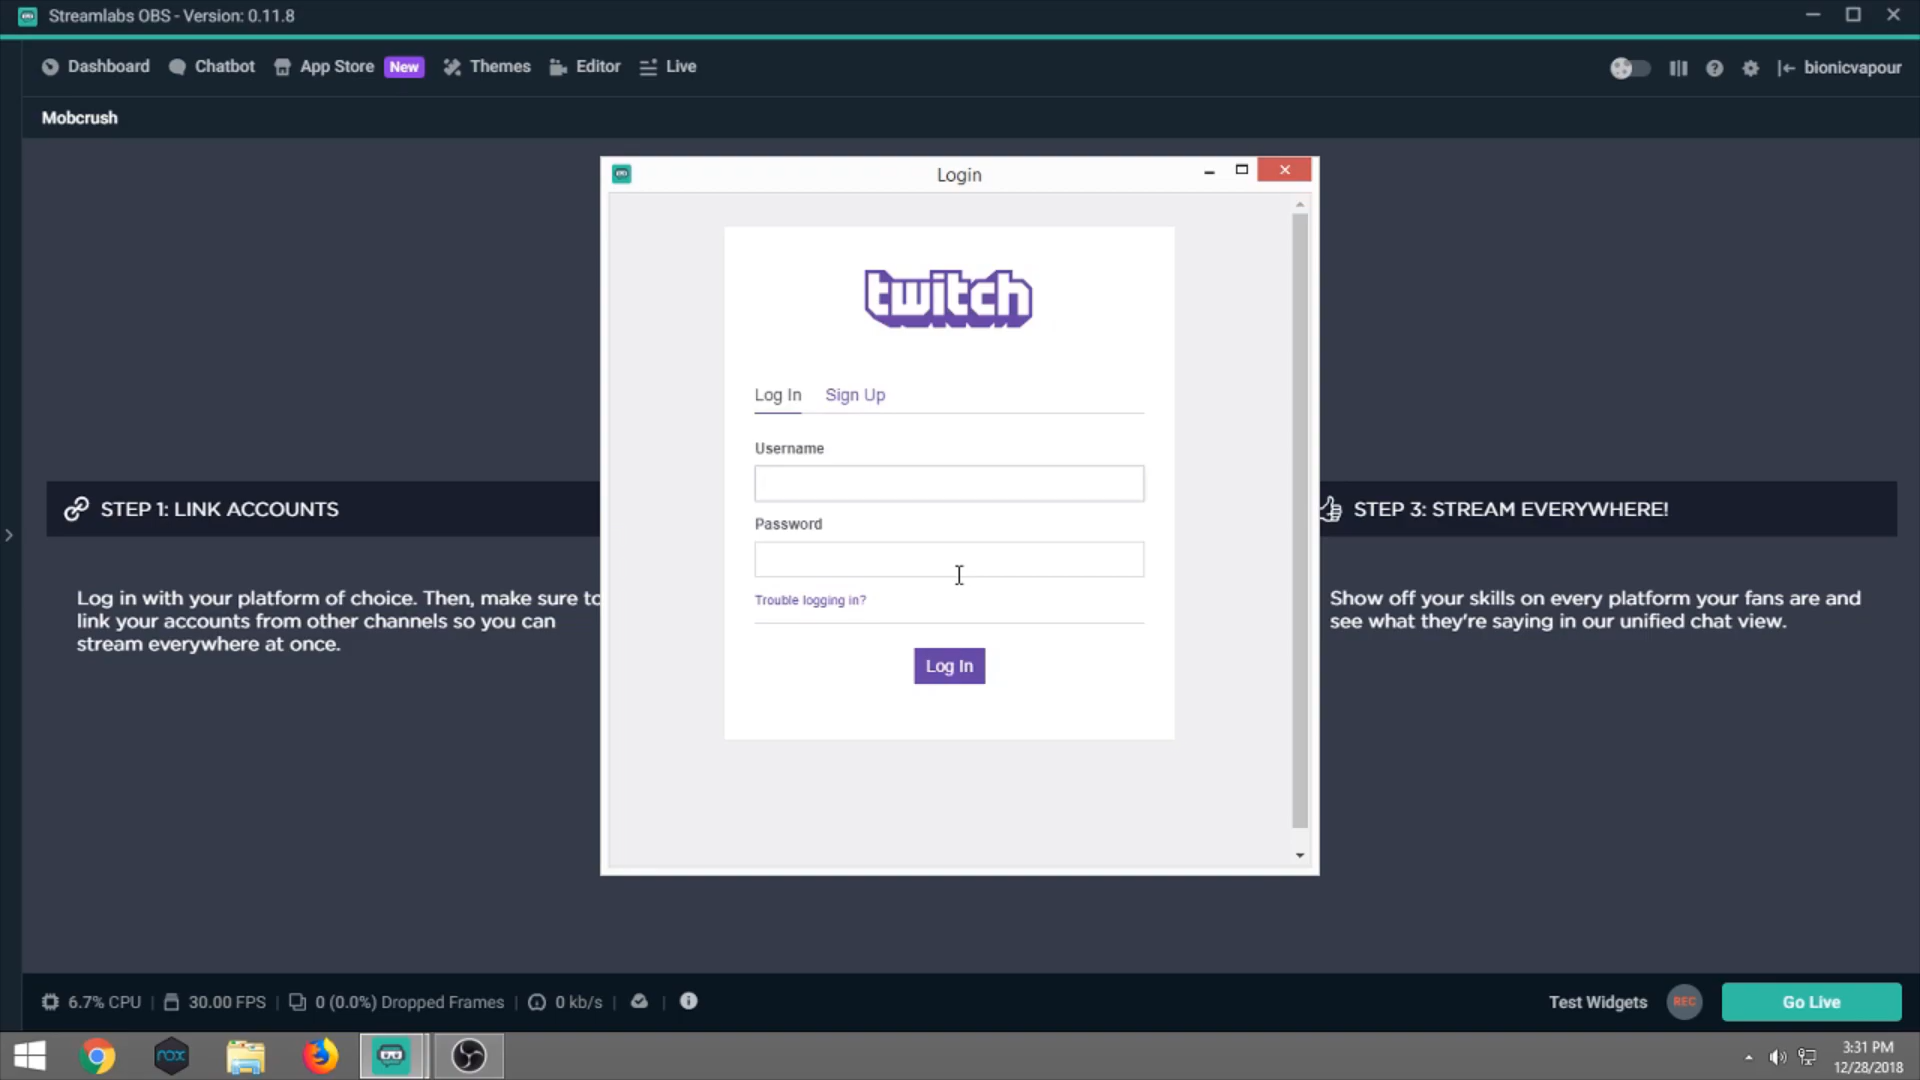 Streamlabs OBS - Version: 0.11.8
Dashboard
Chatbot
App Store New
Themes
Editor
Live
bionicvapour
Mobcrush
Login
twitch
Log In
Sign Up
Username
Password
Trouble logging in?
Log In
STEP 1: LINK ACCOUNTS
Log in with your platform of choice. Then, make sure to
link your accounts from other channels so you can
stream everywhere at once.
STEP 3: STREAM EVERYWHERE!
Show off your skills on every platform your fans are and
see what they're saying in our unified chat view.
6.7% CPU
30.00 FPS
0 (0.0%) Dropped Frames
0 kb/s
Test Widgets
REC
Go Live
nox
3:31 PM
12/28/2018